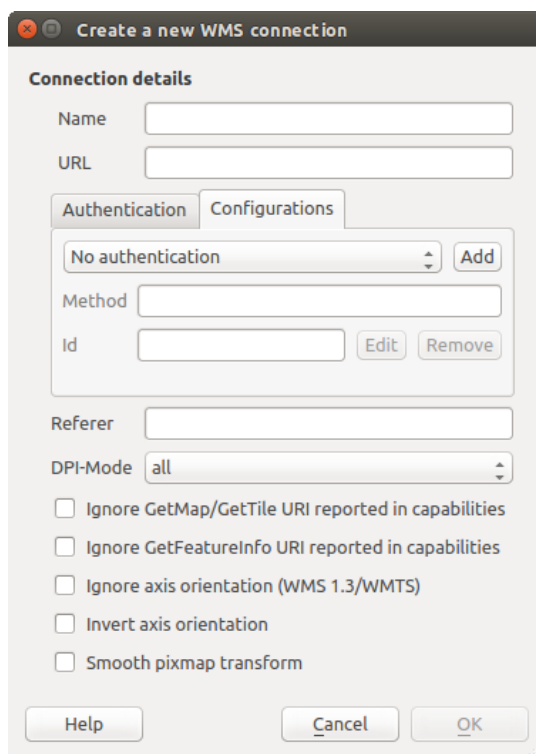 Create a new WMS connection
Connection details
Name
URL
Authentication Configurations
No authentication Add
Method
Id Edit Remove
Referer
DPI-Mode all
Ignore GetMap/GetTile URI reported in capabilities
Ignore GetFeatureInfo URI reported in capabilities
Ignore axis orientation (WMS 1.3/WMTS)
Invert axis orientation
Smooth pixmap transform
Help Cancel OK